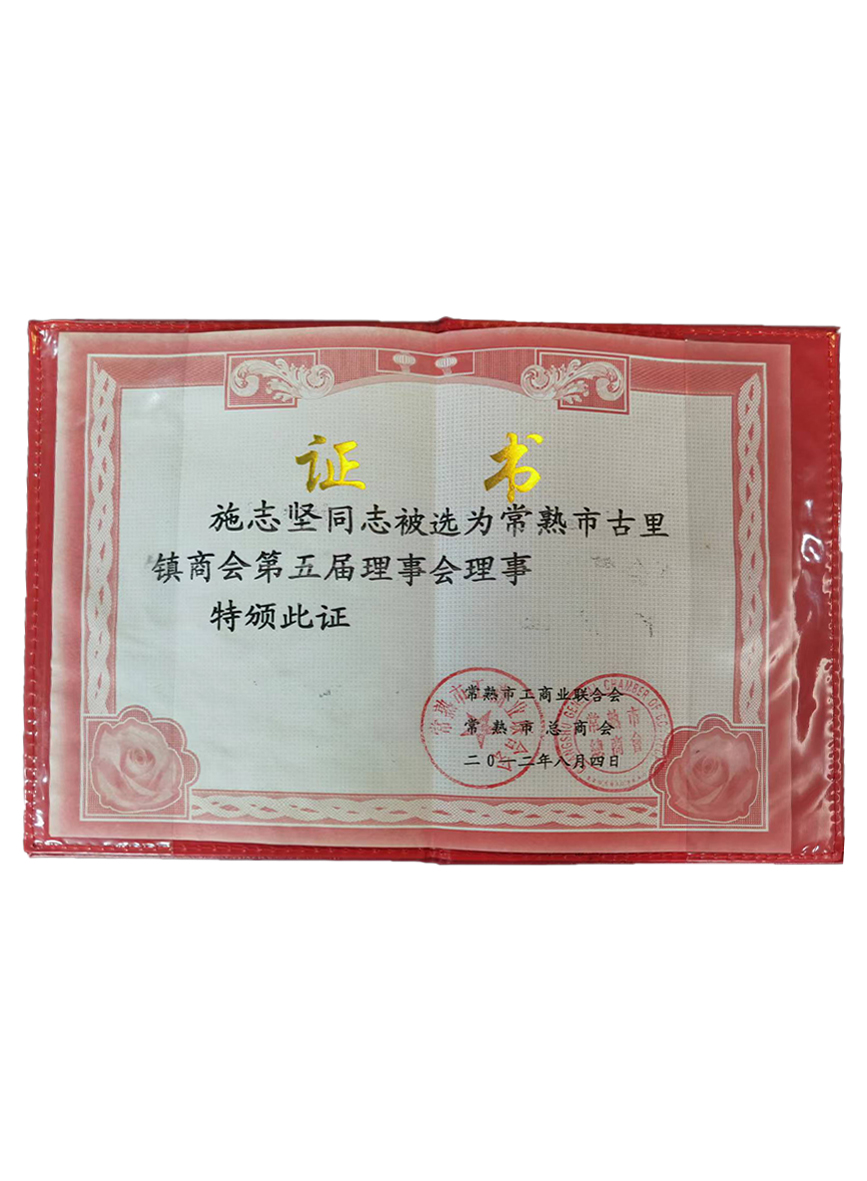 证 书
施志坚同志被选为常熟市古里
镇商会第五届理事会理事
特颁此证
常熟市工商业联合会
常熟市总商会
二〇一二年八月四日